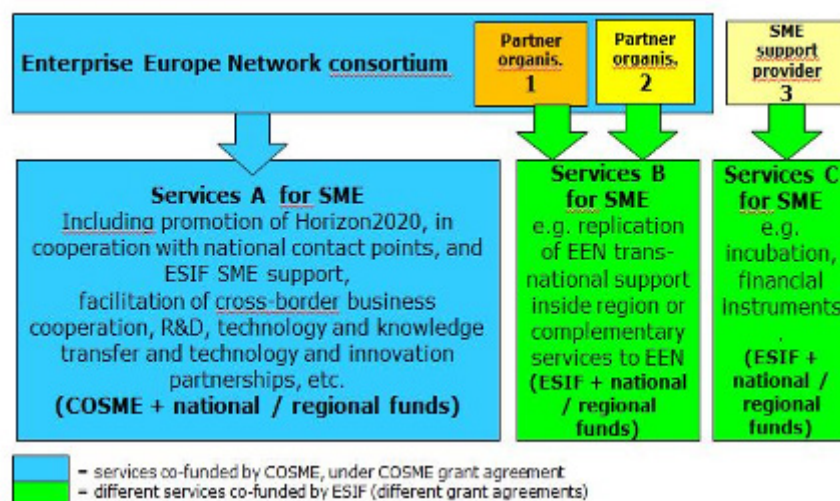 Enterprise Europe Network consortium
Partner
organis.
1
Partner
organis.
2
SME
support
provider
3
Services A for SME
Including promotion of Horizon2020, in
cooperation with national contact points, and
ESIF SME support,
facilitation of cross-border business
cooperation, R&D, technology and knowledge
transfer and technology and innovation
partnerships, etc.
(COSME + national / regional funds)
Services B
for SME
e.g. replication
of EEN trans-
national support
inside region or
complementary
services to EEN
(ESIF + national
/ regional
funds)
Services C
for SME
e.g.
incubation,
financial
instruments
.
(ESIF +
national /
regional
funds)
= services co-funded by COSME, under COSME grant agreement
= different services co-funded by ESIF (different grant agreements)